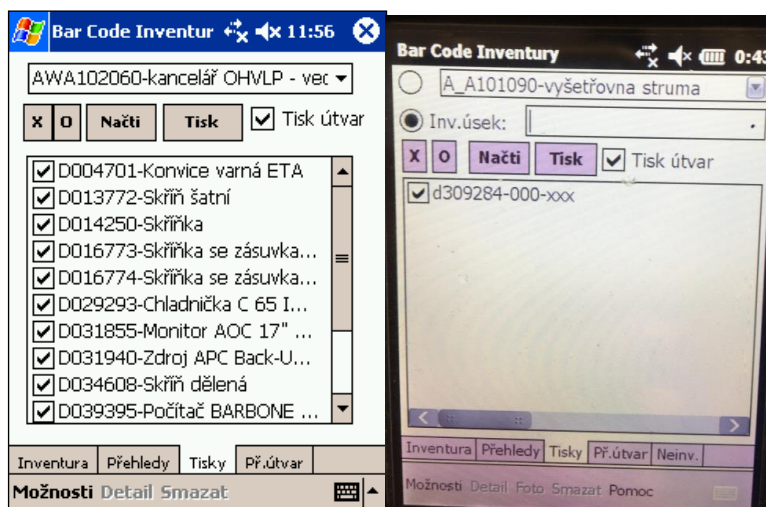 Bar Code Inventur 11:56
AWA102060-kancelář OHVLP - vec
X O Načti Tisk Tisk útvar
D004701-Konvice varná ETA
D013772-Skříň šatní
D014250-Skříňka
D016773-Skříňka se zásuvka...
D016774-Skříňka se zásuvka...
D029293-Chladnička C 65 I...
D031855-Monitor AOC 17" ...
D031940-Zdroj APC Back-U...
D034608-Skříň dělená
D039395-Počítač BARBONE ...
Inventura Přehledy Tisky Př.útvar
Možnosti Detail Smazat
Bar Code Inventury 0:43
A_A101090-vyšetřovna struma
Inv.úsek:
X O Načti Tisk Tisk útvar
d309284-000-xxx
Inventura Přehledy Tisky Př.útvar Neinv.
Možnosti Detail Foto Smazat Pomoc